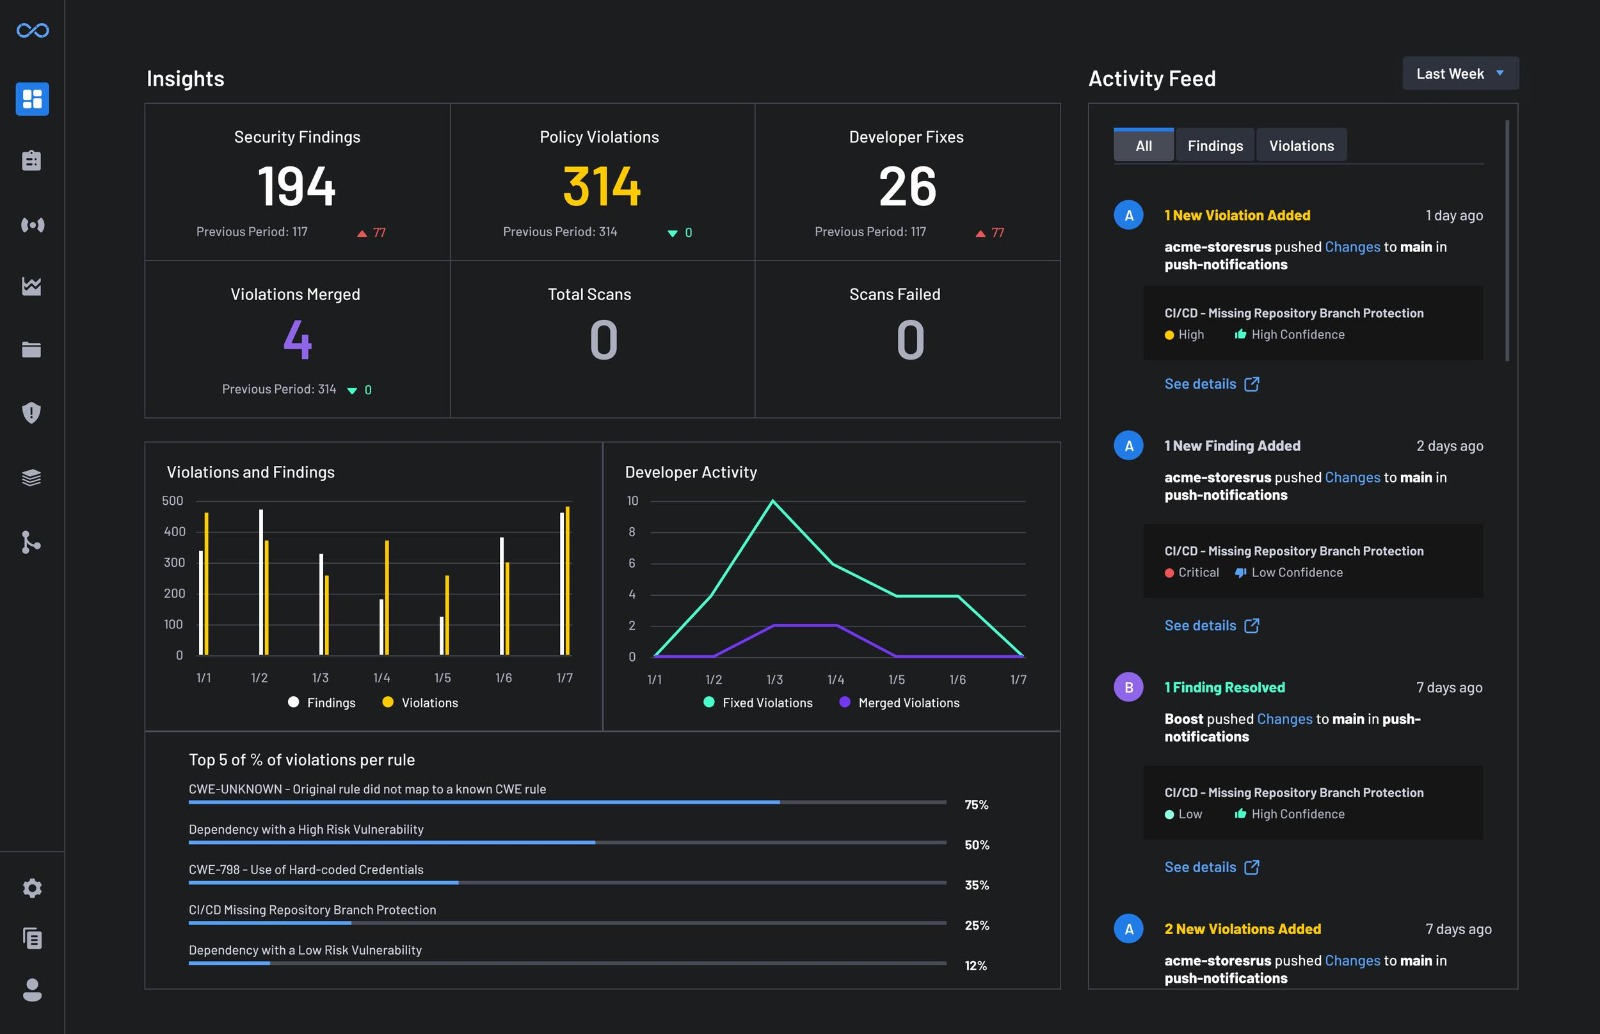 Insights
Security Findings
194
Previous Period: 117
77
Policy Violations
314
Previous Period: 314
0
Developer Fixes
26
Previous Period: 117
77
Violations Merged
4
Previous Period: 314
0
Total Scans
0
Scans Failed
0
Violations and Findings
500
400
300
200
100
0
1/1 1/2 1/3 1/4 1/5 1/6 1/7
Findings Violations
Developer Activity
10
8
6
4
2
0
1/1 1/2 1/3 1/4 1/5 1/6 1/7
Fixed Violations Merged Violations
Top 5 of % of violations per rule
CWE-UNKNOWN - Original rule did not map to a known CWE rule
75%
Dependency with a High Risk Vulnerability
50%
CWE-798 - Use of Hard-coded Credentials
35%
CI/CD Missing Repository Branch Protection
25%
Dependency with a Low Risk Vulnerability
12%
Activity Feed
Last Week
All Findings Violations
A
1 New Violation Added 1 day ago
acme-storesrus pushed Changes to main in
push-notifications
CI/CD - Missing Repository Branch Protection
High High Confidence
See details
A
1 New Finding Added 2 days ago
acme-storesrus pushed Changes to main in
push-notifications
CI/CD - Missing Repository Branch Protection
Critical Low Confidence
See details
B
1 Finding Resolved 7 days ago
Boost pushed Changes to main in push-
notifications
CI/CD - Missing Repository Branch Protection
Low High Confidence
See details
A
2 New Violations Added 7 days ago
acme-storesrus pushed Changes to main in
push-notifications